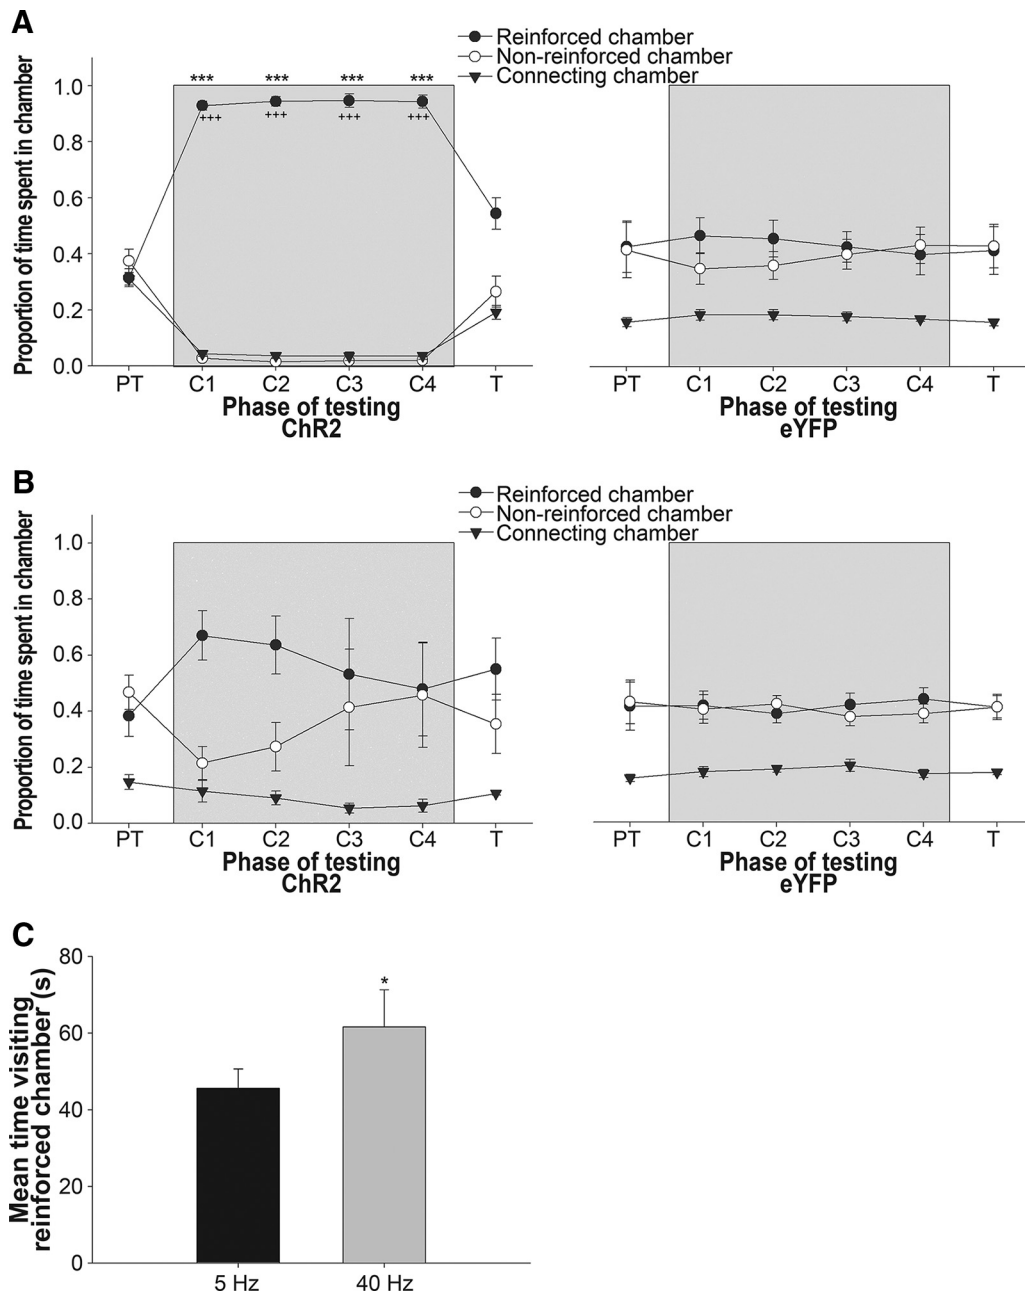 A
Reinforced chamber
Non-reinforced chamber
Connecting chamber
Proportion of time spent in chamber
1.0
0.8
0.6
0.4
0.2
0.0
*** *** *** ***
+++ +++ +++ +++
PT C1 C2 C3 C4 T
Phase of testing
ChR2
PT C1 C2 C3 C4 T
Phase of testing
eYFP
B
Reinforced chamber
Non-reinforced chamber
Connecting chamber
Proportion of time spent in chamber
1.0
0.8
0.6
0.4
0.2
0.0
PT C1 C2 C3 C4 T
Phase of testing
ChR2
PT C1 C2 C3 C4 T
Phase of testing
eYFP
C
Mean time visiting
reinforced chamber (s)
80
60
40
20
0
*
5 Hz 40 Hz